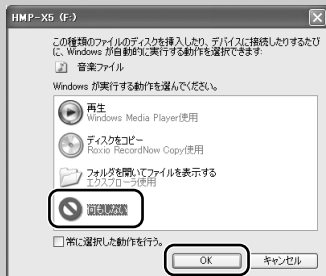 HMP-X5 (F:)
この種類のファイルのディスクを挿入したり、デバイスに接続したりするたび
に、Windows が自動的に実行する動作を選択できます:
音楽ファイル
Windows が実行する動作を選んでください。
再生
Windows Media Player使用
ディスクをコピー
Roxio RecordNow Copy使用
フォルダを開いてファイルを表示する
エクスプローラ使用
何もしない
常に選択した動作を行う。
OK
キャンセル